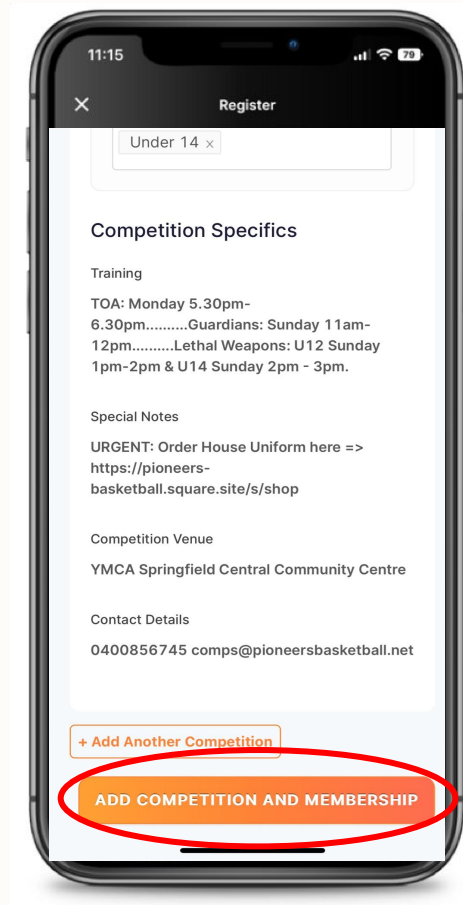 11:15
79
× Register
Under 14 x
Competition Specifics
Training
TOA: Monday 5.30pm-
6.30pm..........Guardians: Sunday 11am-
12pm..........Lethal Weapons: U12 Sunday
1pm-2pm & U14 Sunday 2pm - 3pm.
Special Notes
URGENT: Order House Uniform here =>
https://pioneers-
basketball.square.site/s/shop
Competition Venue
YMCA Springfield Central Community Centre
Contact Details
0400856745 comps@pioneersbasketball.net
+ Add Another Competition
ADD COMPETITION AND MEMBERSHIP